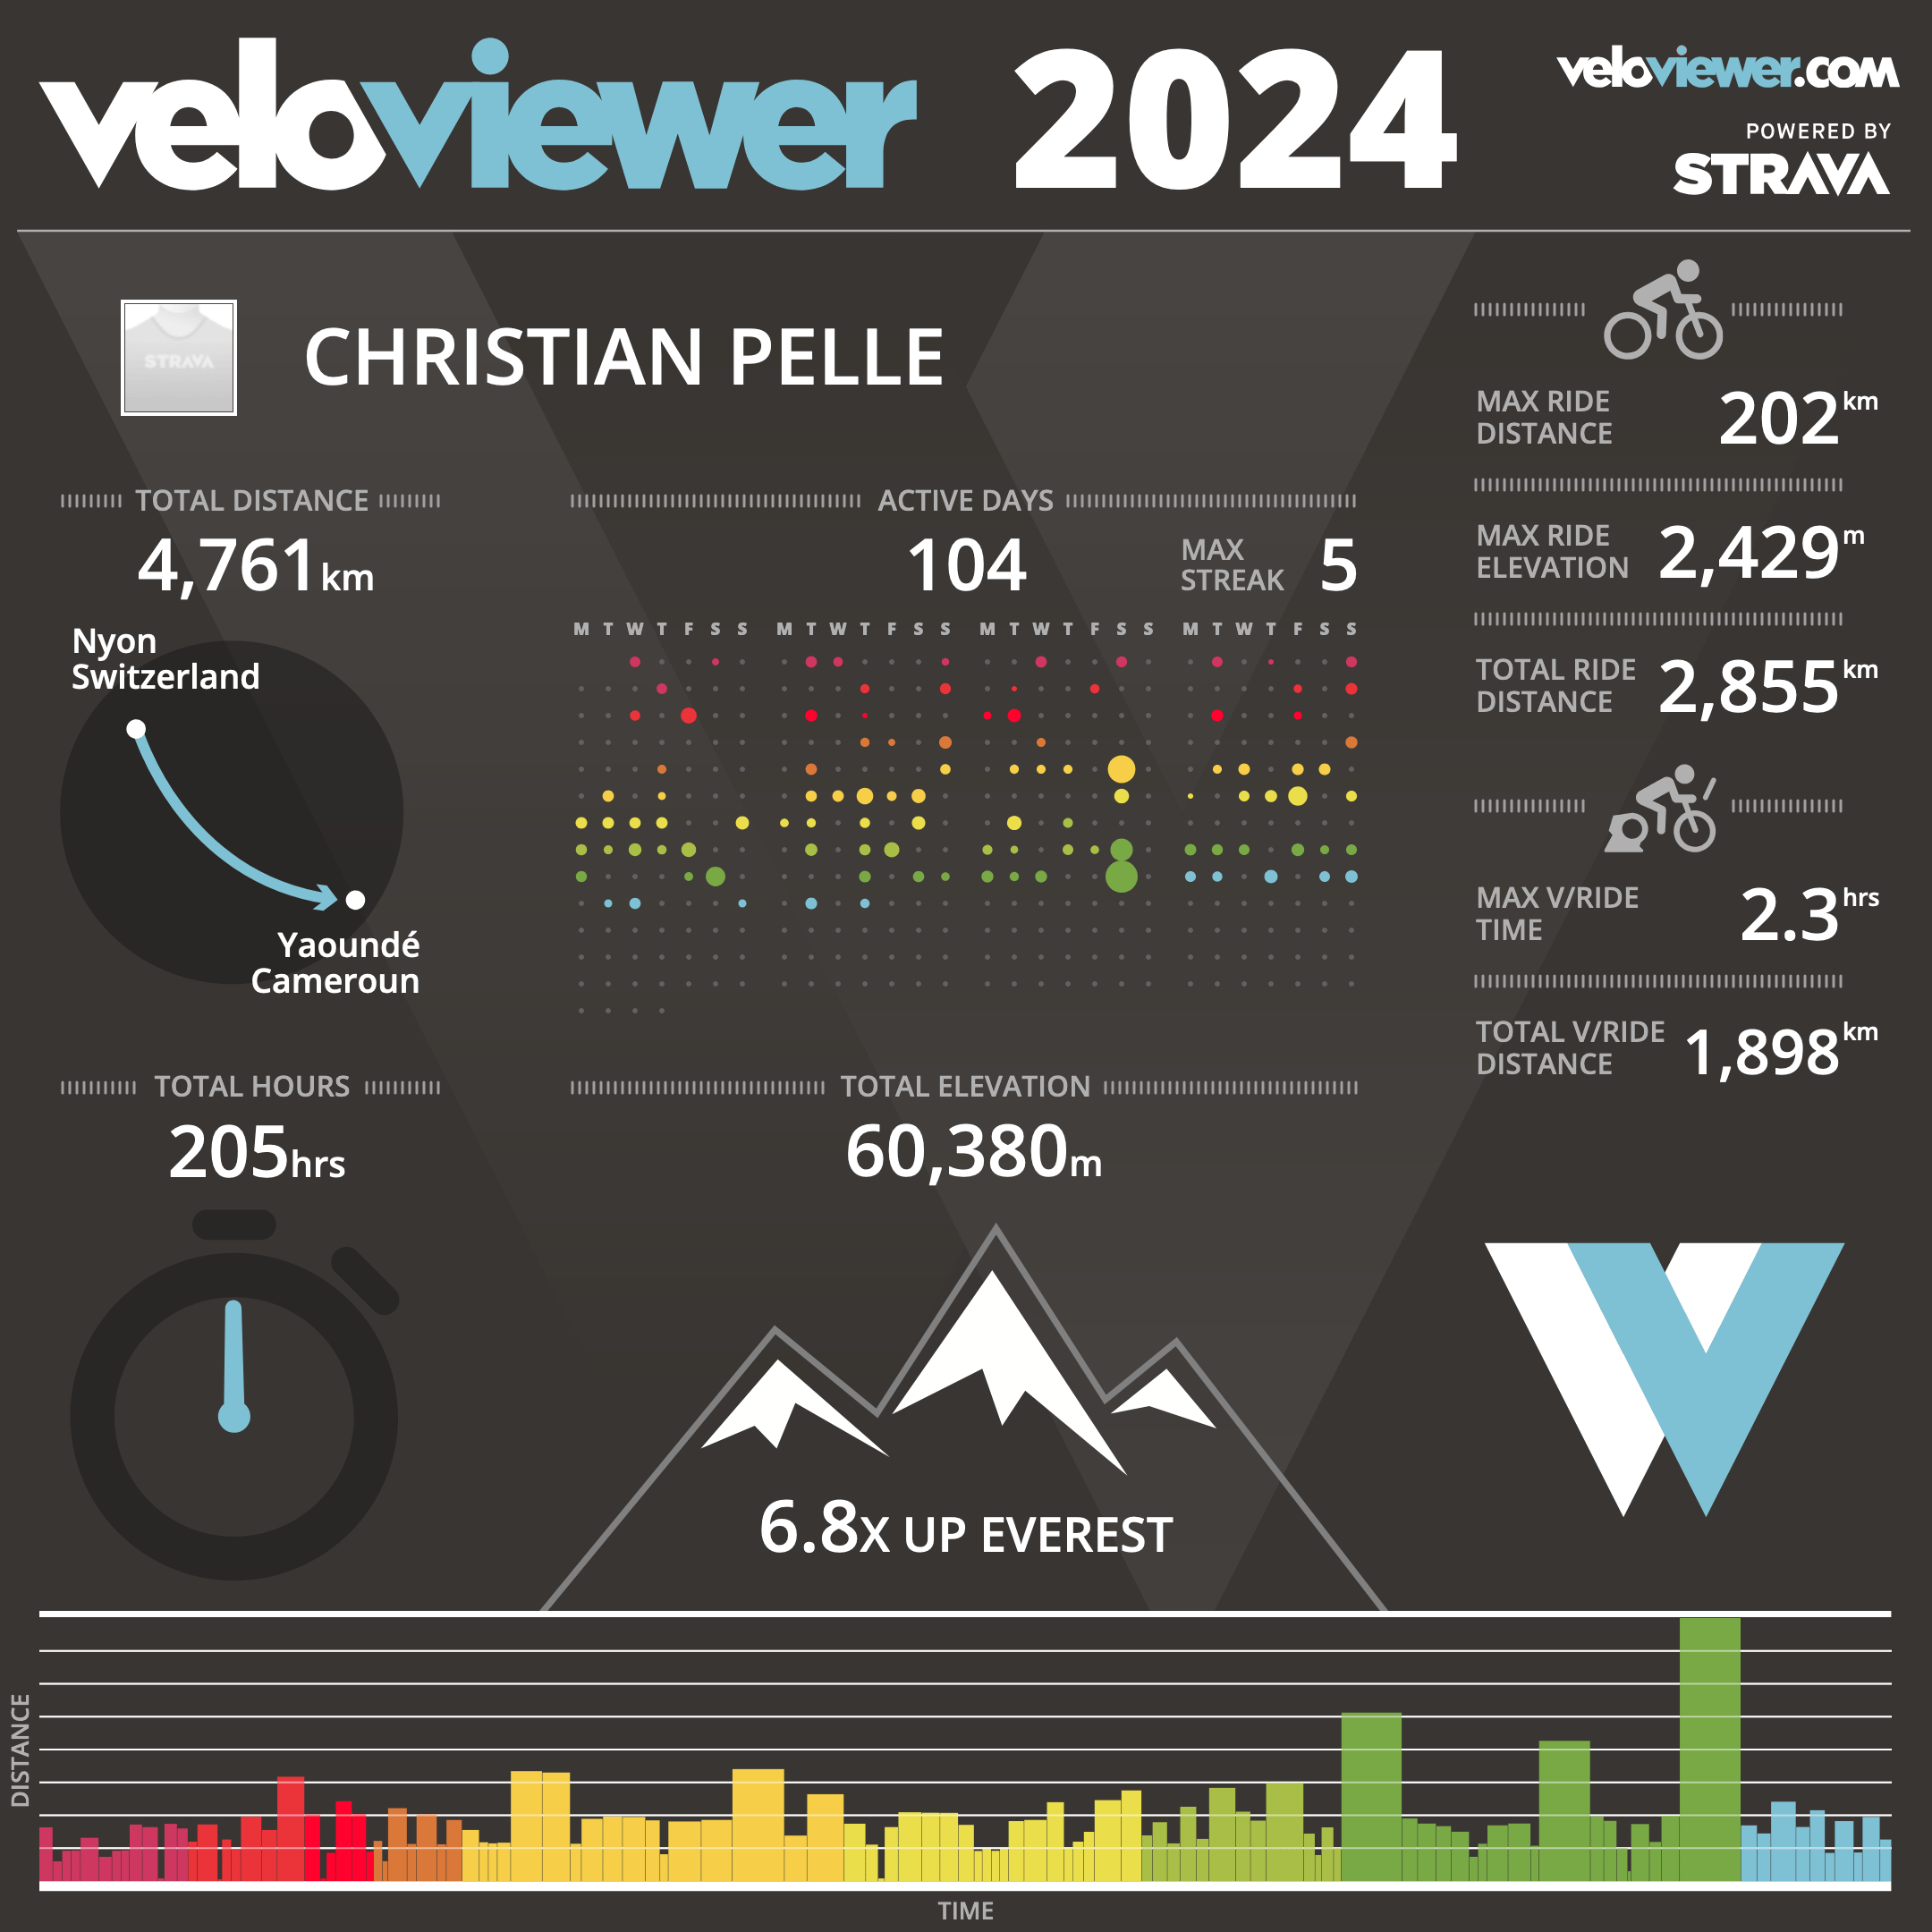 veloviewer 2024
veloviewer.com
POWERED BY
STRAVA
STRAVA
CHRISTIAN PELLE
TOTAL DISTANCE
4,761km
Nyon
Switzerland
Yaoundé
Cameroun
ACTIVE DAYS
104
MAX
STREAK
5
M T W T F S S M T W T F S S M T W T F S S M T W T F S S
MAX RIDE
DISTANCE
202km
MAX RIDE
ELEVATION
2,429m
TOTAL RIDE
DISTANCE
2,855km
MAX V/RIDE
TIME
2.3hrs
TOTAL V/RIDE
DISTANCE
1,898km
TOTAL HOURS
205hrs
TOTAL ELEVATION
60,380m
6.8X UP EVEREST
DISTANCE
TIME